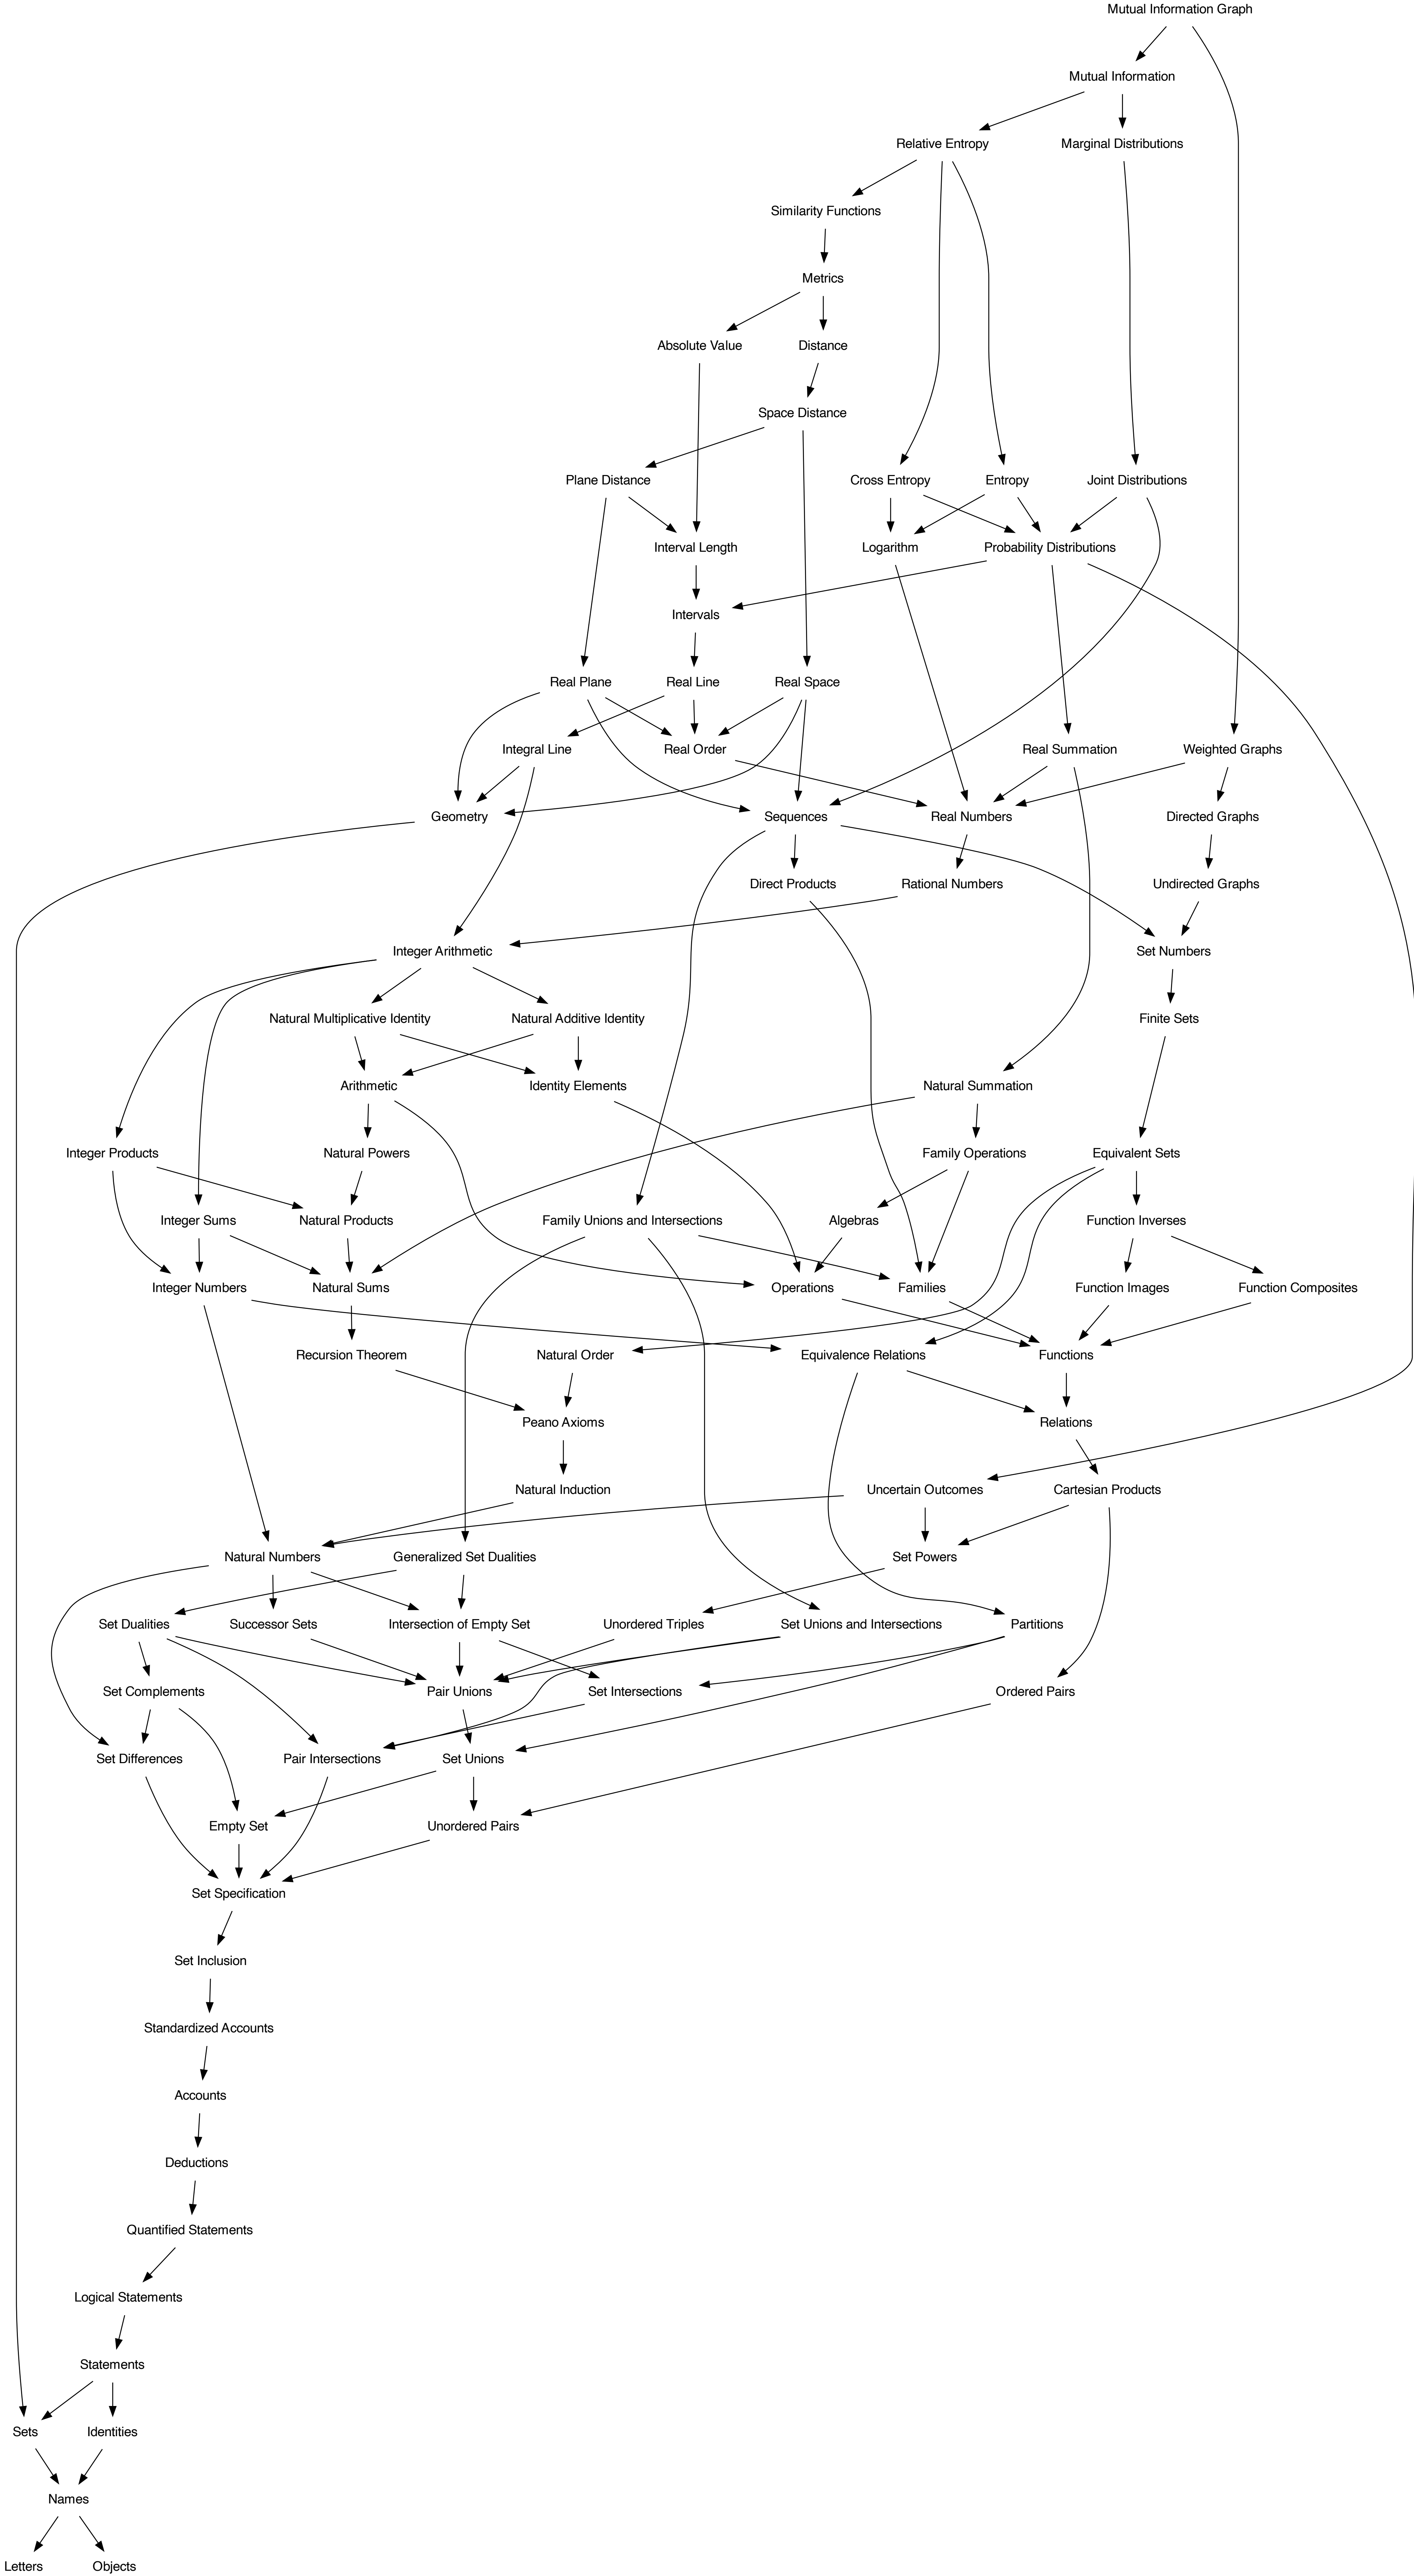 Mutual Information Graph
Mutual Information
Relative Entropy
Marginal Distributions
Similarity Functions
Metrics
Absolute Value
Distance
Space Distance
Plane Distance
Cross Entropy
Entropy
Joint Distributions
Interval Length
Logarithm
Probability Distributions
Intervals
Real Plane
Real Line
Real Space
Integral Line
Real Order
Real Summation
Weighted Graphs
Geometry
Sequences
Real Numbers
Directed Graphs
Direct Products
Rational Numbers
Undirected Graphs
Integer Arithmetic
Set Numbers
Natural Multiplicative Identity
Natural Additive Identity
Finite Sets
Arithmetic
Identity Elements
Natural Summation
Integer Products
Natural Powers
Family Operations
Equivalent Sets
Integer Sums
Natural Products
Family Unions and Intersections
Algebras
Function Inverses
Integer Numbers
Natural Sums
Operations
Families
Function Images
Function Composites
Recursion Theorem
Natural Order
Equivalence Relations
Functions
Peano Axioms
Relations
Natural Induction
Uncertain Outcomes
Cartesian Products
Natural Numbers
Generalized Set Dualities
Set Powers
Set Dualities
Successor Sets
Intersection of Empty Set
Unordered Triples
Set Unions and Intersections
Partitions
Set Complements
Pair Unions
Set Intersections
Ordered Pairs
Set Differences
Pair Intersections
Set Unions
Empty Set
Unordered Pairs
Set Specification
Set Inclusion
Standardized Accounts
Accounts
Deductions
Quantified Statements
Logical Statements
Statements
Sets
Identities
Names
Letters
Objects